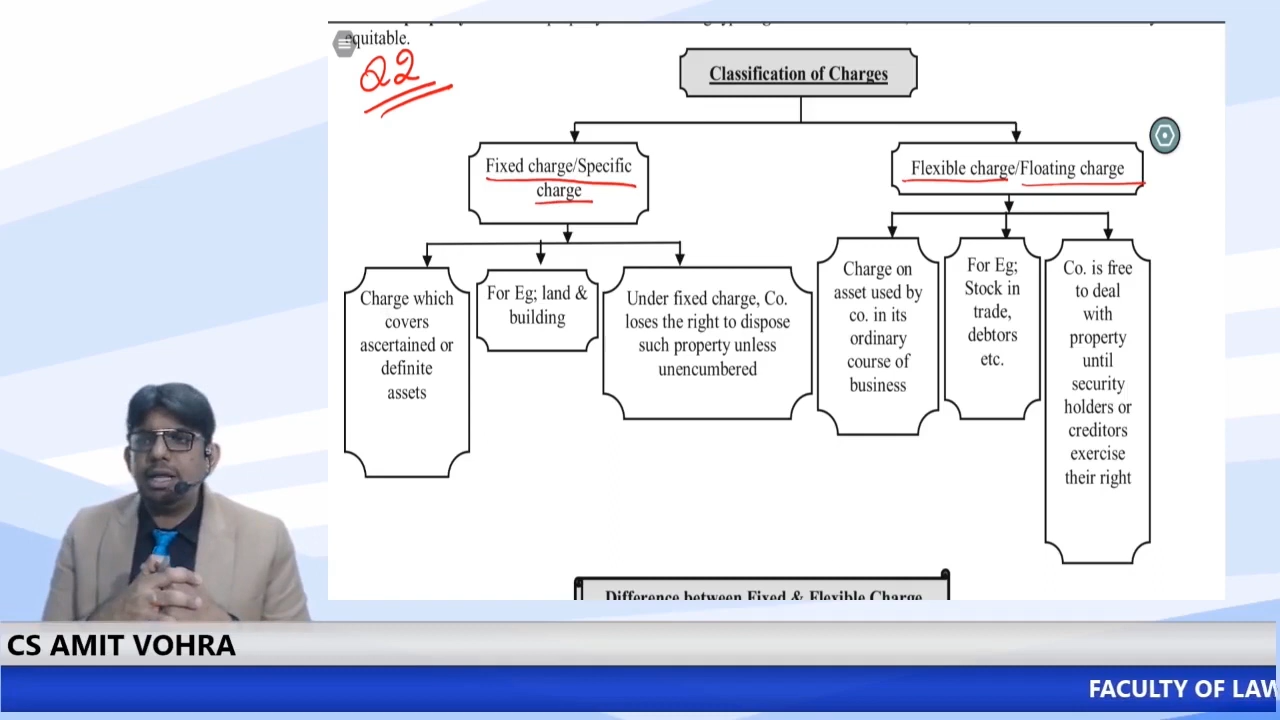 equitable.
Q2
Classification of Charges
Fixed charge/Specific
charge
Flexible charge/Floating charge
Charge which
covers
ascertained or
definite
assets
For Eg; land &
building
Under fixed charge, Co.
loses the right to dispose
such property unless
unencumbered
Charge on
asset used by
co. in its
ordinary
course of
business
For Eg;
Stock in
trade,
debtors
etc.
Co. is free
to deal
with
property
until
security
holders or
creditors
exercise
their right
Difference between Fixed & Flexible Charge
CS AMIT VOHRA
FACULTY OF LAW